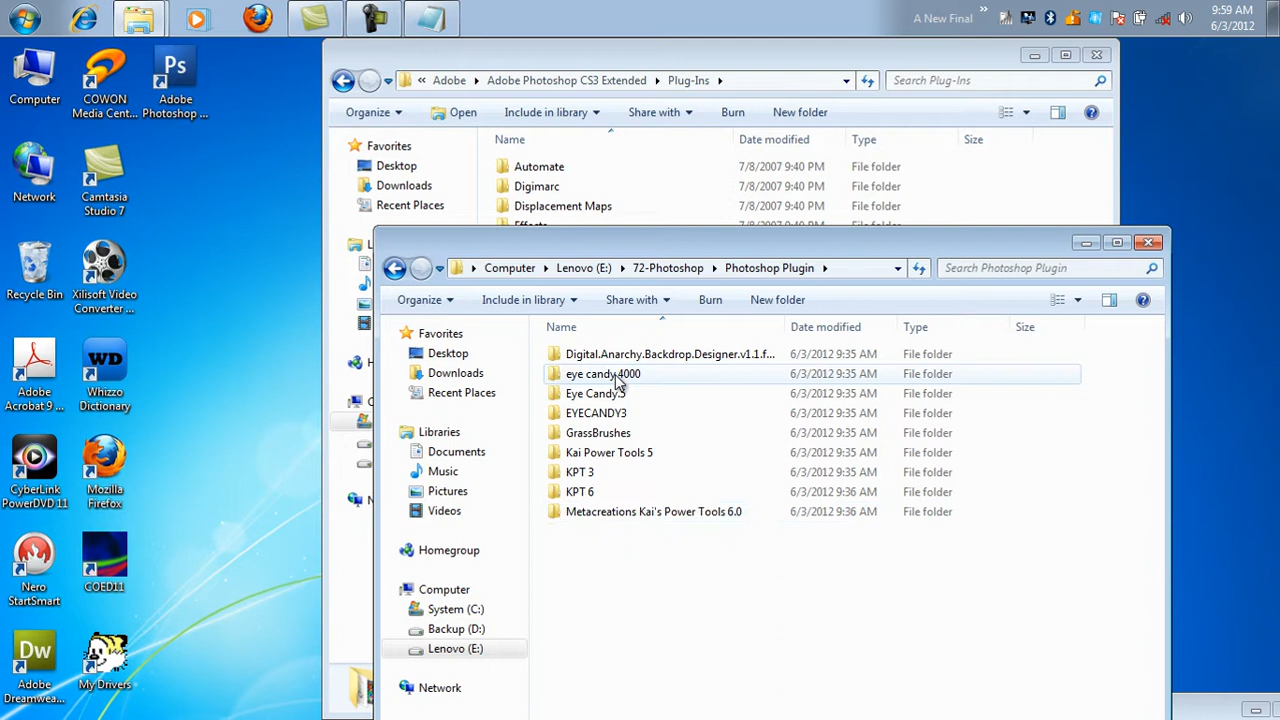 A New Final
9:59 AM
6/3/2012
Computer
COWON
Media Cent...
Ps
Adobe
Photoshop ...
Network
Camtasia
Studio 7
Recycle Bin
Xilisoft Video
Converter ...
Adobe
Acrobat 9 ...
WD
Whizzo
Dictionary
CyberLink
PowerDVD 11
Mozilla
Firefox
Nero
StartSmart
COED11
Dw
Adobe
Dreamwea...
My Drivers
« Adobe Adobe Photoshop CS3 Extended Plug-Ins
Search Plug-Ins
Organize Open Include in library Share with Burn New folder
Favorites
Desktop
Downloads
Recent Places
Name Date modified Type Size
Automate 7/8/2007 9:40 PM File folder
Digimarc 7/8/2007 9:40 PM File folder
Displacement Maps 7/8/2007 9:40 PM File folder
Effects
Computer Lenovo (E:) 72-Photoshop Photoshop Plugin
Search Photoshop Plugin
Organize Include in library Share with Burn New folder
Favorites
Desktop
Downloads
Recent Places
Libraries
Documents
Music
Pictures
Videos
Homegroup
Computer
System (C:)
Backup (D:)
Lenovo (E:)
Network
Name Date modified Type Size
Digital.Anarchy.Backdrop.Designer.v1.1.f... 6/3/2012 9:35 AM File folder
eye candy 4000 6/3/2012 9:35 AM File folder
Eye Candy.5 6/3/2012 9:35 AM File folder
EYECANDY3 6/3/2012 9:35 AM File folder
GrassBrushes 6/3/2012 9:35 AM File folder
Kai Power Tools 5 6/3/2012 9:35 AM File folder
KPT 3 6/3/2012 9:35 AM File folder
KPT 6 6/3/2012 9:36 AM File folder
Metacreations Kai's Power Tools 6.0 6/3/2012 9:36 AM File folder